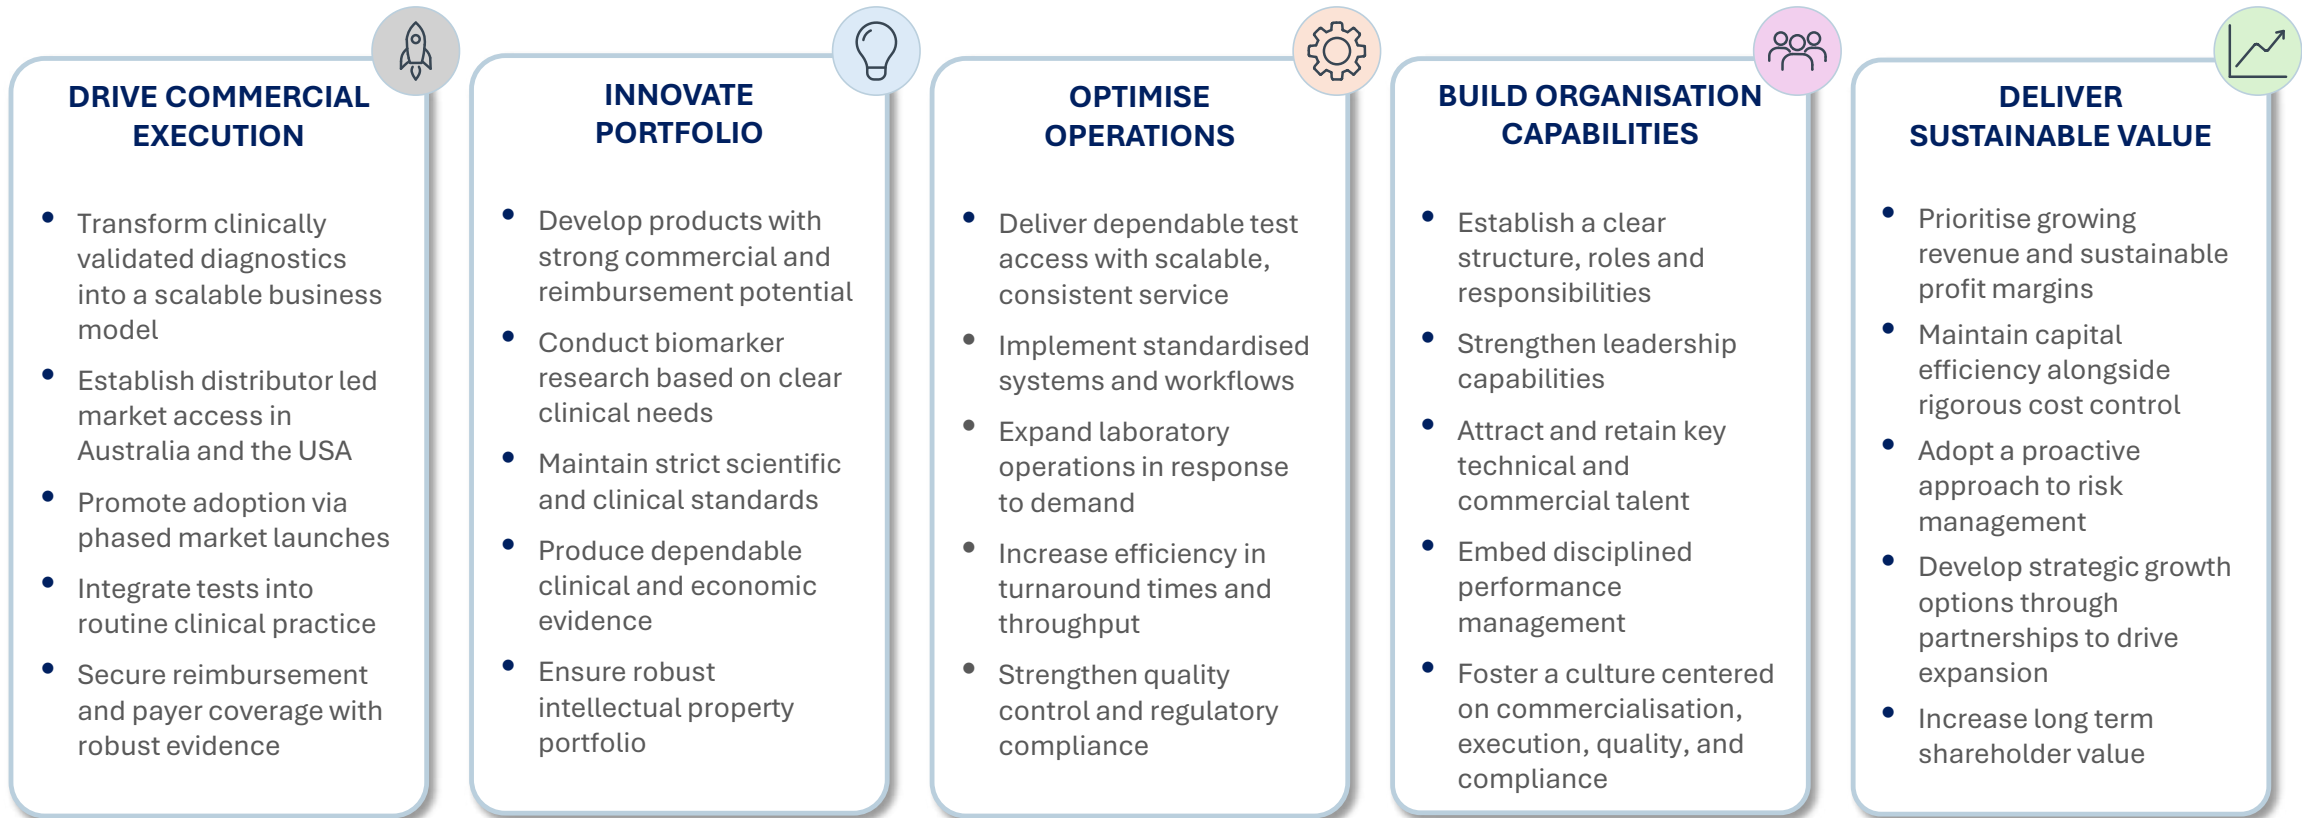 DRIVE COMMERCIAL
EXECUTION
• Transform clinically
validated diagnostics
into a scalable business
model
• Establish distributor led
market access in
Australia and the USA
• Promote adoption via
phased market launches
• Integrate tests into
routine clinical practice
• Secure reimbursement
and payer coverage with
robust evidence
INNOVATE
PORTFOLIO
• Develop products with
strong commercial and
reimbursement potential
• Conduct biomarker
research based on clear
clinical needs
• Maintain strict scientific
and clinical standards
• Produce dependable
clinical and economic
evidence
• Ensure robust
intellectual property
portfolio
OPTIMISE
OPERATIONS
• Deliver dependable test
access with scalable,
consistent service
• Implement standardised
systems and workflows
• Expand laboratory
operations in response
to demand
• Increase efficiency in
turnaround times and
throughput
• Strengthen quality
control and regulatory
compliance
BUILD ORGANISATION
CAPABILITIES
• Establish a clear
structure, roles and
responsibilities
• Strengthen leadership
capabilities
• Attract and retain key
technical and
commercial talent
• Embed disciplined
performance
management
• Foster a culture centered
on commercialisation,
execution, quality, and
compliance
DELIVER
SUSTAINABLE VALUE
• Prioritise growing
revenue and sustainable
profit margins
• Maintain capital
efficiency alongside
rigorous cost control
• Adopt a proactive
approach to risk
management
• Develop strategic growth
options through
partnerships to drive
expansion
• Increase long term
shareholder value